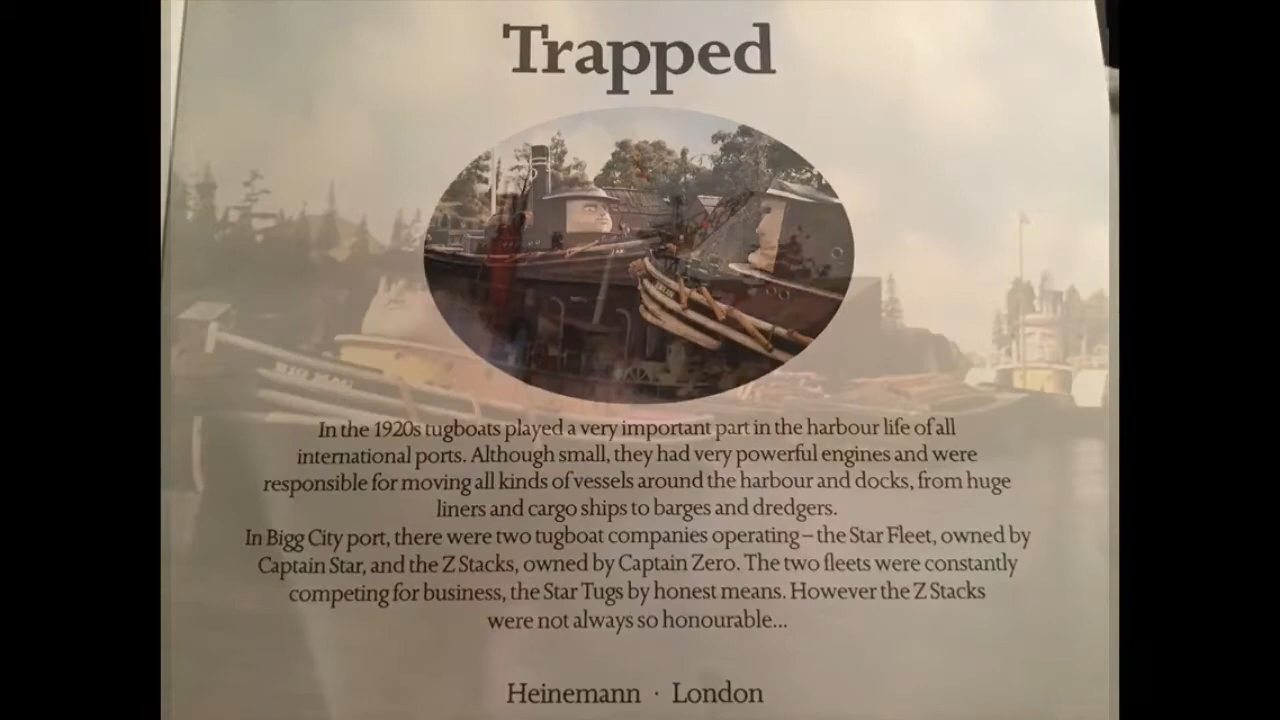 Trapped
In the 1920s tugboats played a very important part in the harbour life of all
international ports. Although small, they had very powerful engines and were
responsible for moving all kinds of vessels around the harbour and docks, from huge
liners and cargo ships to barges and dredgers.
In Bigg City port, there were two tugboat companies operating – the Star Fleet, owned by
Captain Star, and the Z Stacks, owned by Captain Zero. The two fleets were constantly
competing for business, the Star Tugs by honest means. However the Z Stacks
were not always so honourable...
Heinemann · London